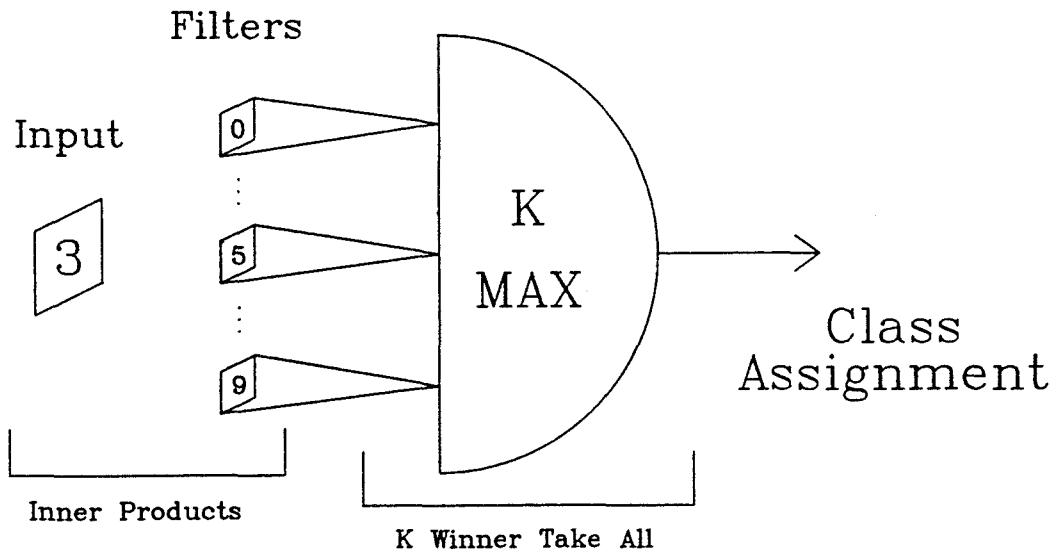 Filters
Input
0
3
5
9
K
MAX
Class
Assignment
Inner Products
K Winner Take All